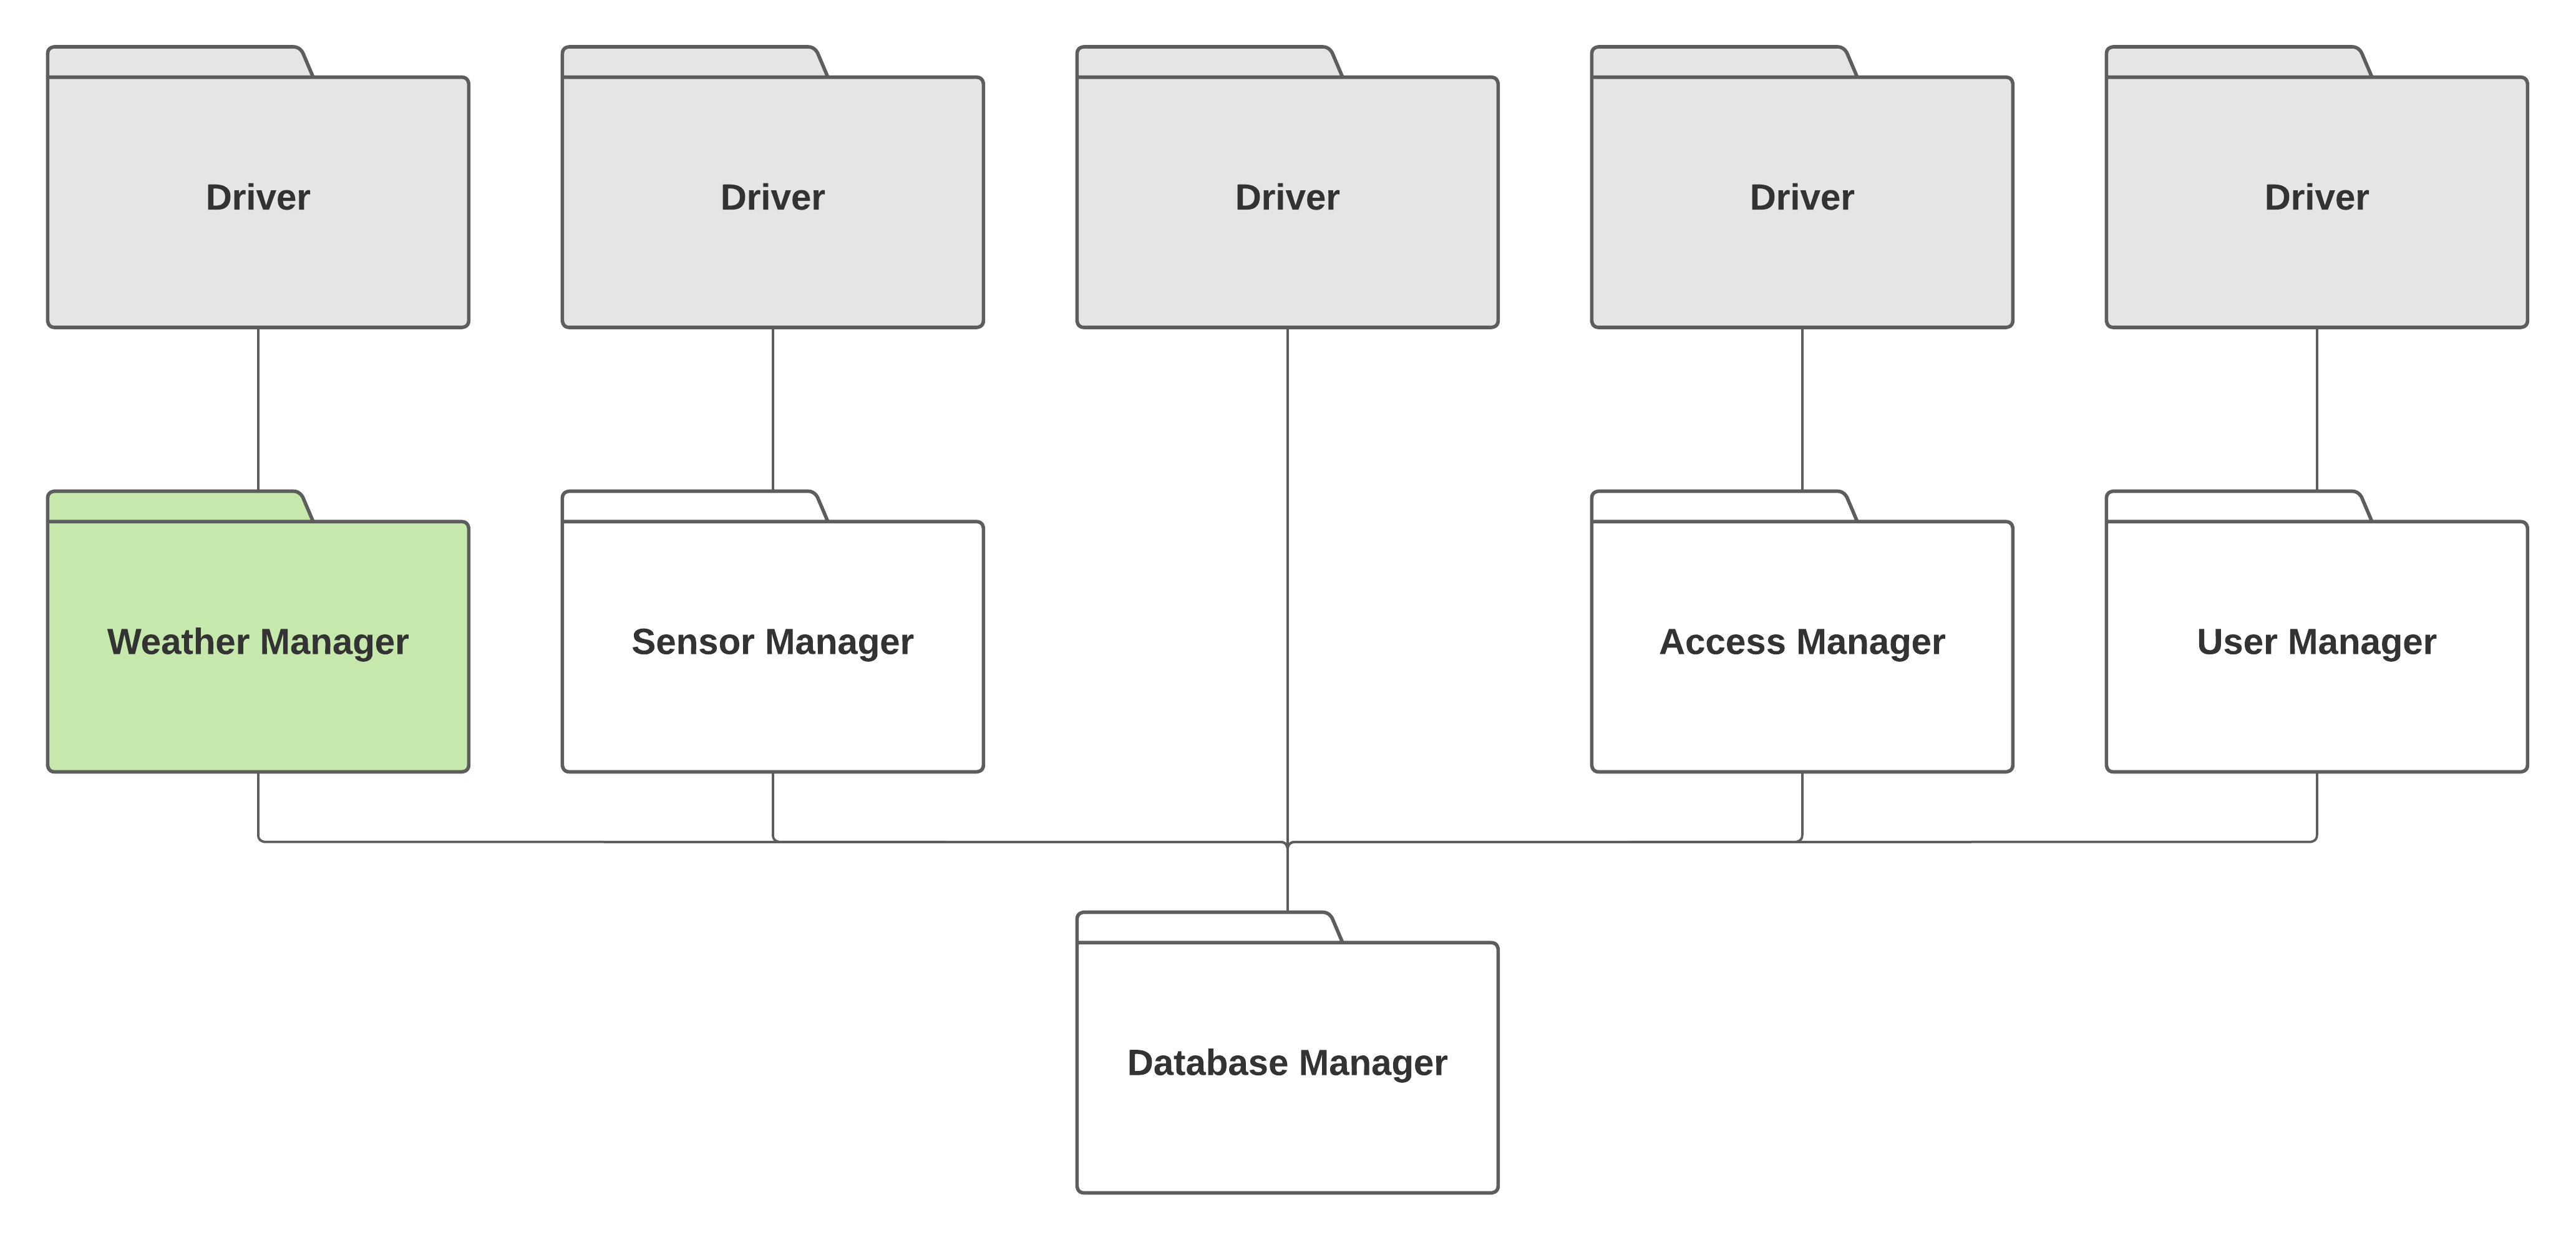 Driver
Driver
Driver
Driver
Driver
Weather Manager
Sensor Manager
Access Manager
User Manager
Database Manager